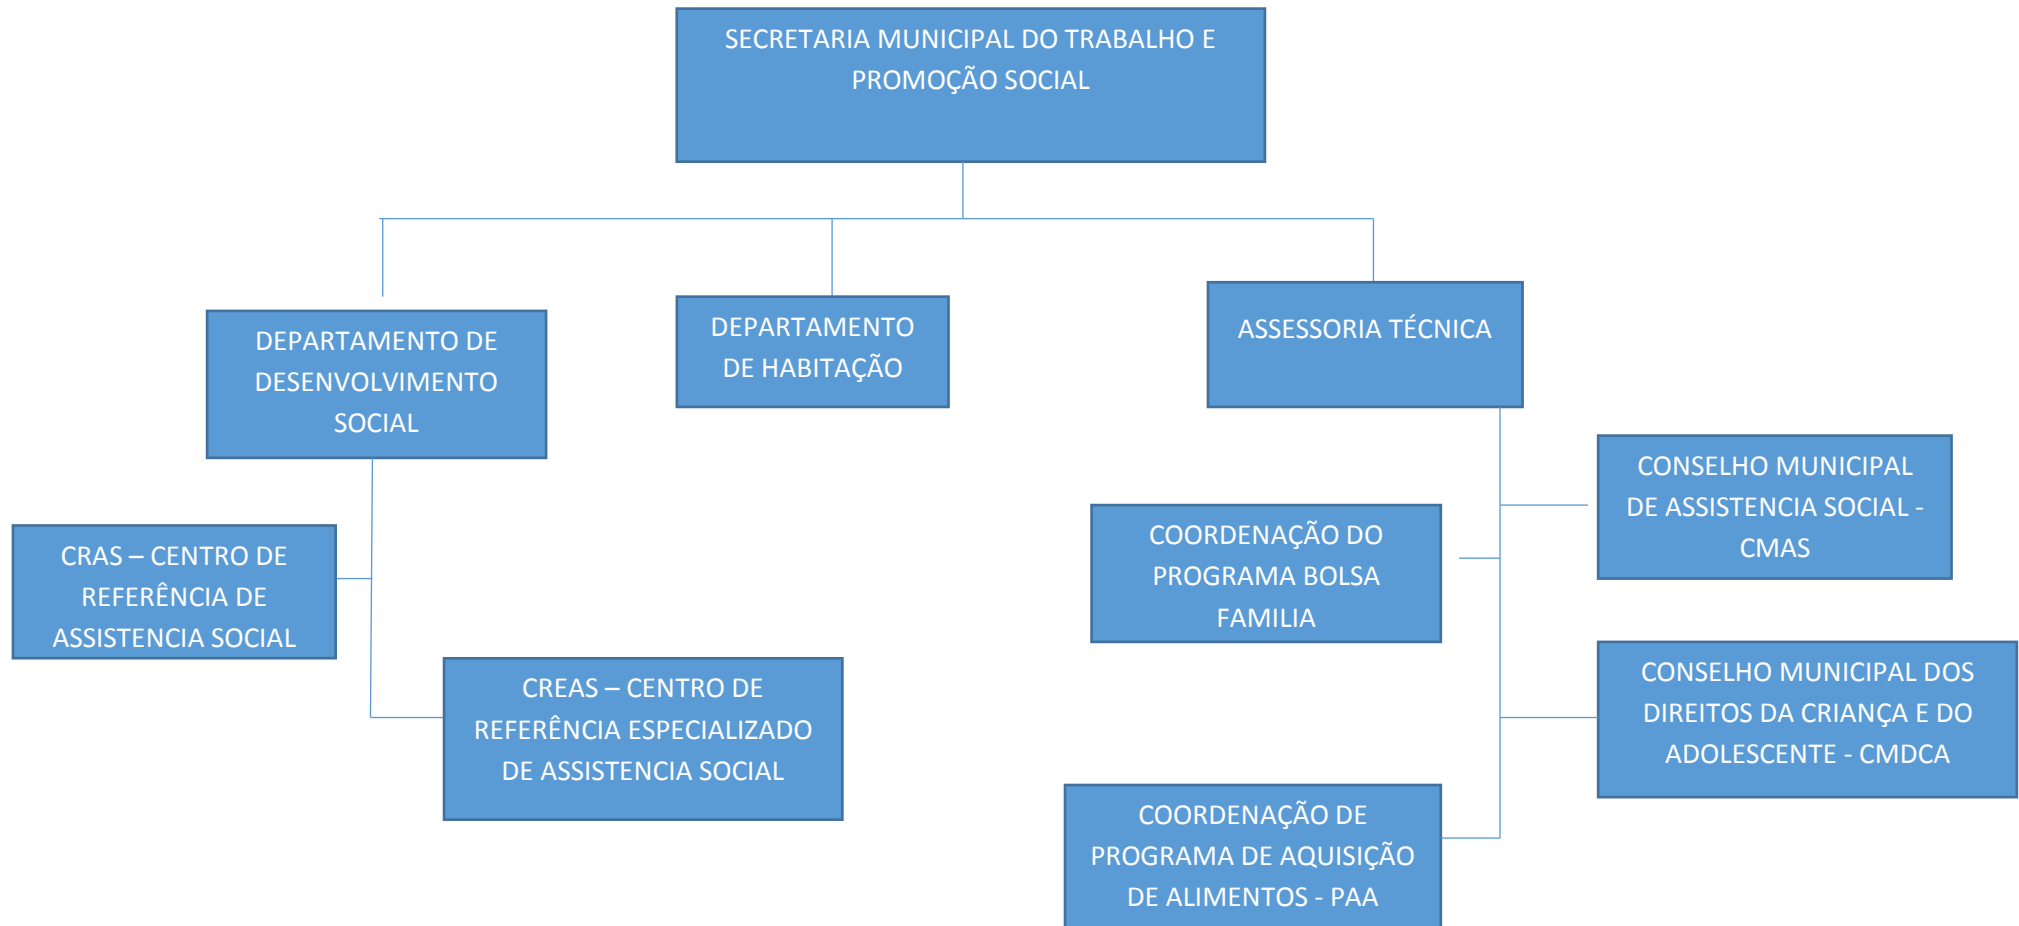 SECRETARIA MUNICIPAL DO TRABALHO E
PROMOÇÃO SOCIAL
DEPARTAMENTO DE
DESENVOLVIMENTO
SOCIAL
DEPARTAMENTO
DE HABITAÇÃO
ASSESSORIA TÉCNICA
CRAS – CENTRO DE
REFERÊNCIA DE
ASSISTENCIA SOCIAL
CREAS – CENTRO DE
REFERÊNCIA ESPECIALIZADO
DE ASSISTENCIA SOCIAL
COORDENAÇÃO DO
PROGRAMA BOLSA
FAMILIA
CONSELHO MUNICIPAL
DE ASSISTENCIA SOCIAL -
CMAS
CONSELHO MUNICIPAL DOS
DIREITOS DA CRIANÇA E DO
ADOLESCENTE - CMDCA
COORDENAÇÃO DE
PROGRAMA DE AQUISIÇÃO
DE ALIMENTOS - PAA